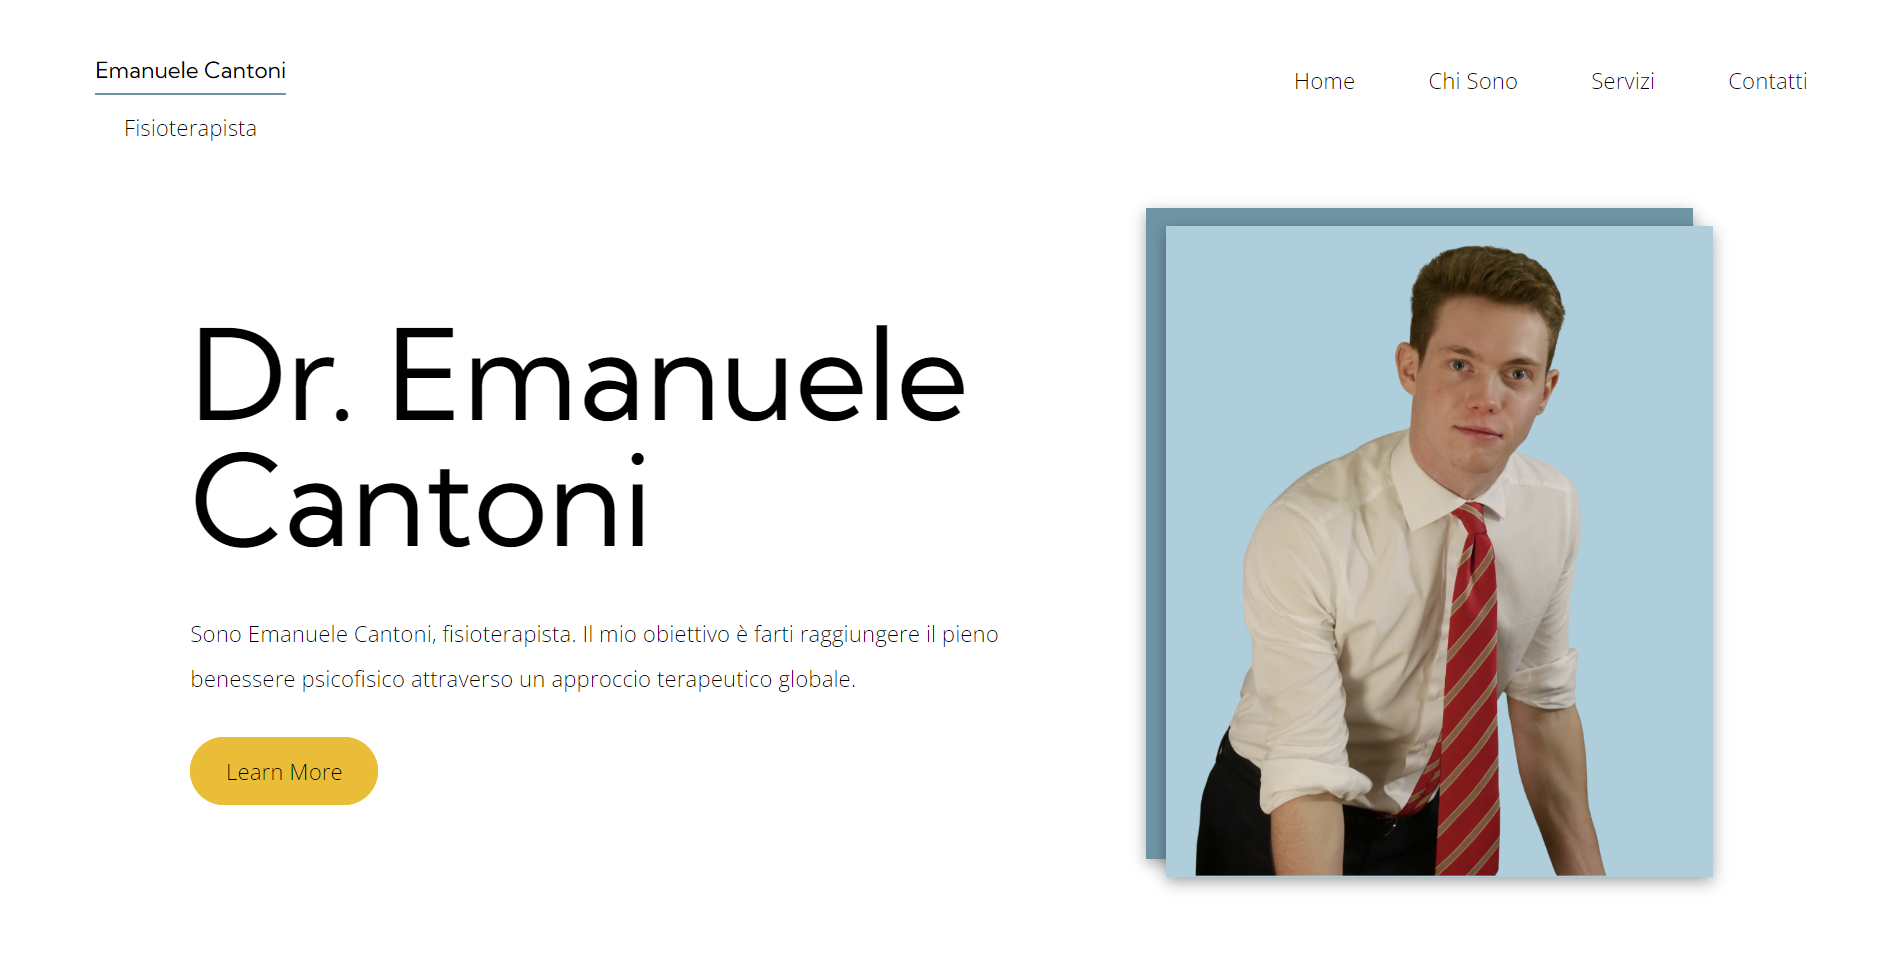 Emanuele Cantoni
Fisioterapista
Home
Chi Sono
Servizi
Contatti
Dr. Emanuele
Cantoni
Sono Emanuele Cantoni, fisioterapista. Il mio obiettivo è farti raggiungere il pieno
benessere psicofisico attraverso un approccio terapeutico globale.
Learn More